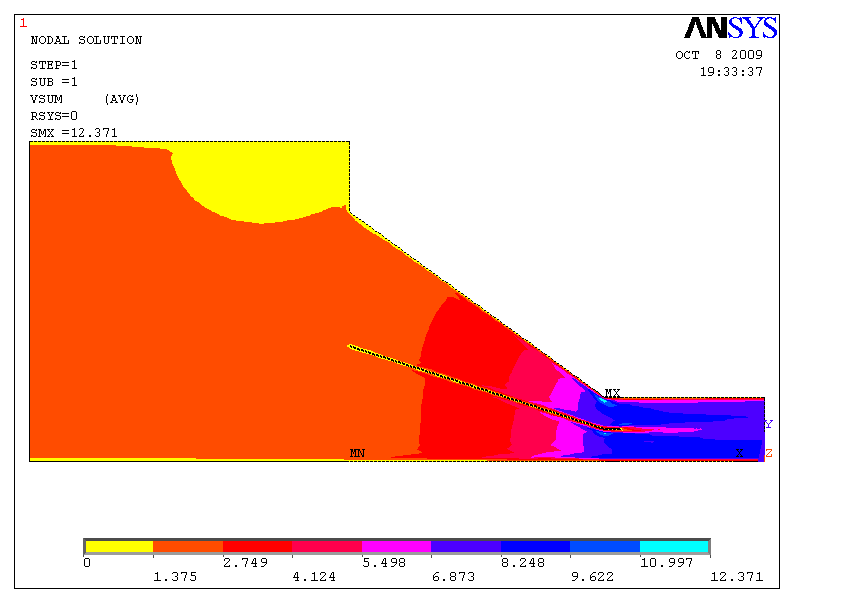 1
ANSYS
NODAL SOLUTION
OCT 8 2009
19:33:37
STEP=1
SUB =1
VSUM (AVG)
RSYS=0
SMX =12.371
MX
Y
MN
Z
0 2.749 5.498 8.248 10.997
1.375 4.124 6.873 9.622 12.371